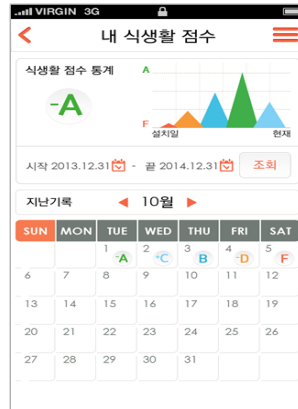 VIRGIN 3G
내 식생활 점수
식생활 점수 통계
A
-A
F
설치일 현재
시작 2013.12.31 - 끝 2014.12.31 조회
지난기록 10월
SUN MON TUE WED THU FRI SAT
1 2 3 4 5
-A -C B -D F
6 7 8 9 10 11 12
13 14 15 16 17 18 19
20 21 22 23 24 25 26
27 28 29 30 31